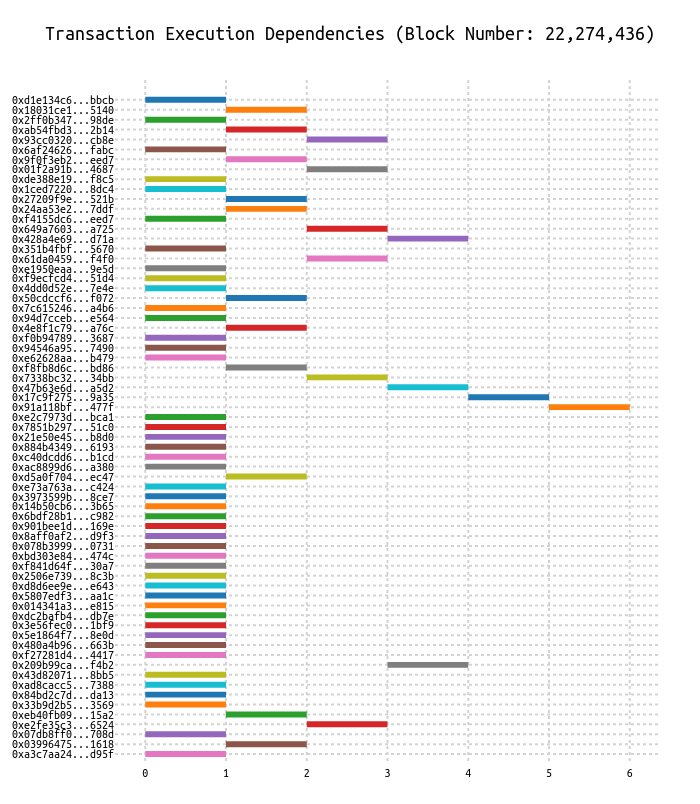 Transaction Execution Dependencies (Block Number: 22,274,436)
0xd1e134c6...bbcb
0x18031ce1...5140
0x2ff0b347...98de
0xab54fbd3...2b14
0x93cc0320...cb8e
0x6af24626...fabc
0x9f0f3eb2...eed7
0x01f2a91b...4687
0xde388e19...f8c5
0x1ced7220...8dc4
0x27209f9e...521b
0x24aa53e2...7ddf
0xf4155dc6...eed7
0x649a7603...a725
0x428a4e69...d71a
0x351b4fbf...5670
0x61da0459...f4f0
0xe1950eaa...9e5d
0xf9ecfcd4...51d4
0x4dd0d52e...7e4e
0x50cdccf6...f072
0x7c615246...a4b6
0x94d7cceb...e564
0x4e8f1c79...a76c
0xf0b94789...3687
0x94546a95...7490
0xe62628aa...b479
0xf8fb8d6c...bd86
0x7338bc32...34bb
0x47b63e6d...a5d2
0x17c9f275...9a35
0x91a118bf...477f
0xe2c7973d...bca1
0x7851b297...51c0
0x21e50e45...b8d0
0x884b4349...6193
0xc40dcdd6...b1cd
0xac8899d6...a380
0xd5a0f704...ec47
0xe73a763a...c424
0x3973599b...8ce7
0x14b50cb6...3b65
0x6bdf28b1...c982
0x901bee1d...169e
0x8aff0af2...d9f3
0x078b3999...0731
0xbd303e84...474c
0xf841d64f...30a7
0x2506e739...8c3b
0xd8d6ee9e...e643
0x5807edf3...aa1c
0x014341a3...e815
0xdc2bafb4...db7e
0x3e56fec0...1bf9
0x5e1864f7...8e0d
0x480a4b96...663b
0xf27281d4...4417
0x209b99ca...f4b2
0x43d82071...8bb5
0xad8cacc5...7388
0x84bd2c7d...da13
0x33b9d2b5...3569
0xeb40fb09...15a2
0xe2fe35c3...6524
0x07db8ff0...708d
0x03996475...1618
0xa3c7aa24...d95f
0 1 2 3 4 5 6